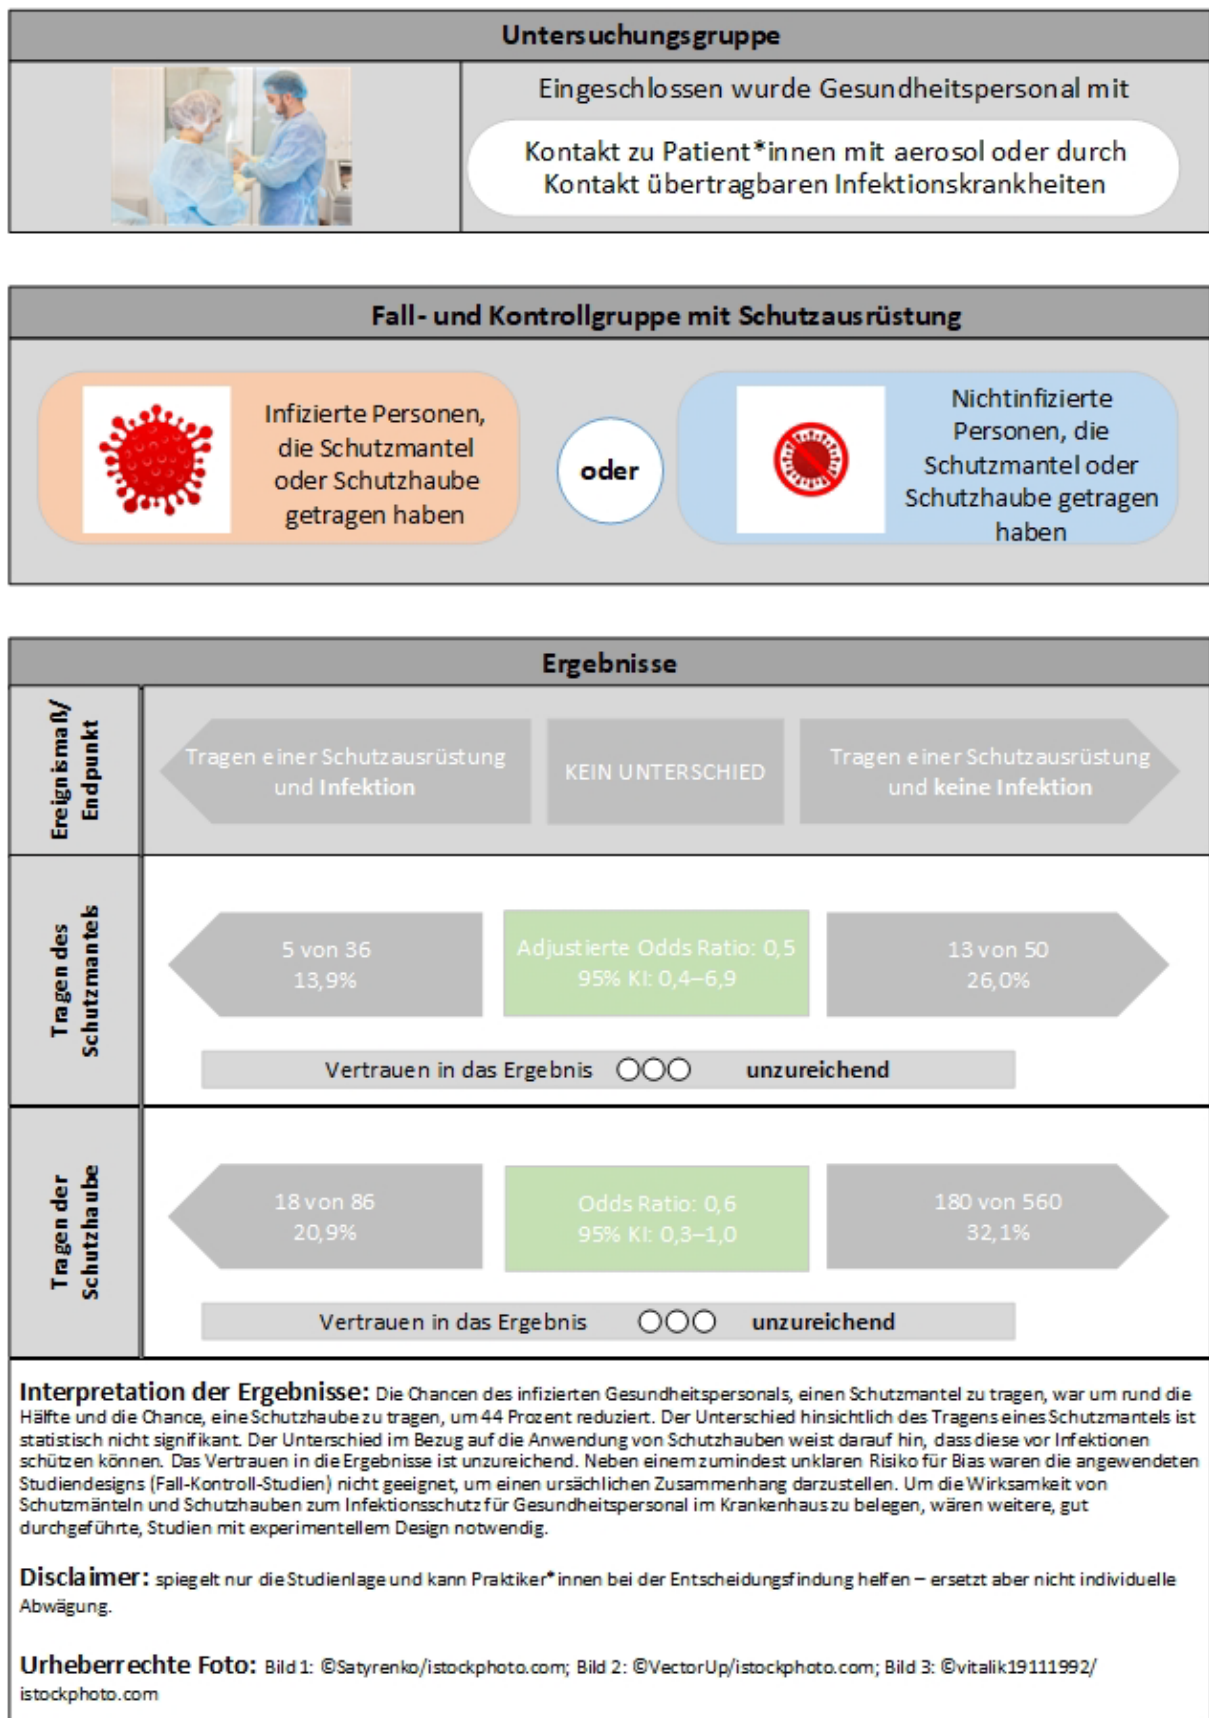 Untersuchungsgruppe
Eingeschlossen wurde Gesundheitspersonal mit
Kontakt zu Patient*innen mit aerosol oder durch
Kontakt übertragbaren Infektionskrankheiten
Fall- und Kontrollgruppe mit Schutzausrüstung
Infizierte Personen,
die Schutzmantel
oder Schutzhaube
getragen haben
oder
Nichtinfizierte
Personen, die
Schutzmantel oder
Schutzhaube getragen
haben
Ergebnisse
Ereignismaß/
Endpunkt
Tragen einer Schutzausrüstung
und Infektion
KEIN UNTERSCHIED
Tragen einer Schutzausrüstung
und keine Infektion
Tragen des
Schutzmantels
5 von 36
13,9%
Adjustierte Odds Ratio: 0,5
95% KI: 0,4–6,9
13 von 50
26,0%
Vertrauen in das Ergebnis unzureichend
Tragen der
Schutzhaube
18 von 86
20,9%
Odds Ratio: 0,6
95% KI: 0,3–1,0
180 von 560
32,1%
Vertrauen in das Ergebnis unzureichend
Interpretation der Ergebnisse: Die Chancen des infizierten Gesundheitspersonals, einen Schutzmantel zu tragen, war um rund die
Hälfte und die Chance, eine Schutzhaube zu tragen, um 44 Prozent reduziert. Der Unterschied hinsichtlich des Tragens eines Schutzmantels ist
statistisch nicht signifikant. Der Unterschied im Bezug auf die Anwendung von Schutzhauben weist darauf hin, dass diese vor Infektionen
schützen können. Das Vertrauen in die Ergebnisse ist unzureichend. Neben einem zumindest unklaren Risiko für Bias waren die angewendeten
Studiendesigns (Fall-Kontroll-Studien) nicht geeignet, um einen ursächlichen Zusammenhang darzustellen. Um die Wirksamkeit von
Schutzmänteln und Schutzhauben zum Infektionsschutz für Gesundheitspersonal im Krankenhaus zu belegen, wären weitere, gut
durchgeführte, Studien mit experimentellem Design notwendig.
Disclaimer: spiegelt nur die Studienlage und kann Praktiker*innen bei der Entscheidungsfindung helfen – ersetzt aber nicht individuelle
Abwägung.
Urheberrechte Foto: Bild 1: ©Satyrenko/istockphoto.com; Bild 2: ©VectorUp/istockphoto.com; Bild 3: ©vitalik19111992/
istockphoto.com